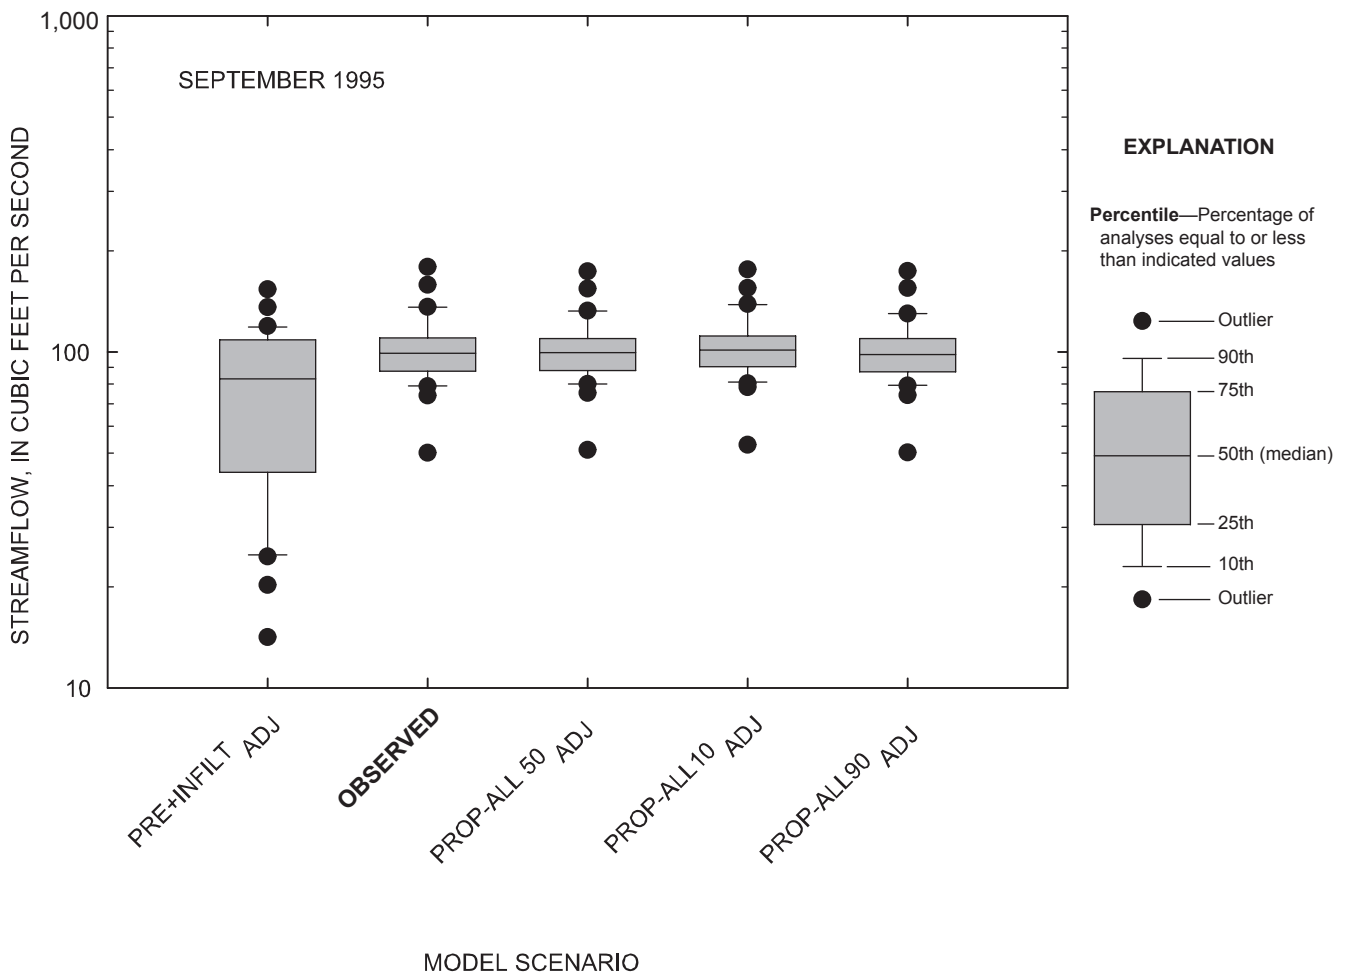 1,000
100
10
STREAMFLOW, IN CUBIC FEET PER SECOND
SEPTEMBER 1995
PRE+INFILT ADJ
OBSERVED
PROP-ALL 50 ADJ
PROP-ALL10 ADJ
PROP-ALL90 ADJ
MODEL SCENARIO
EXPLANATION
Percentile—Percentage of
analyses equal to or less
than indicated values
Outlier
90th
75th
50th (median)
25th
10th
Outlier